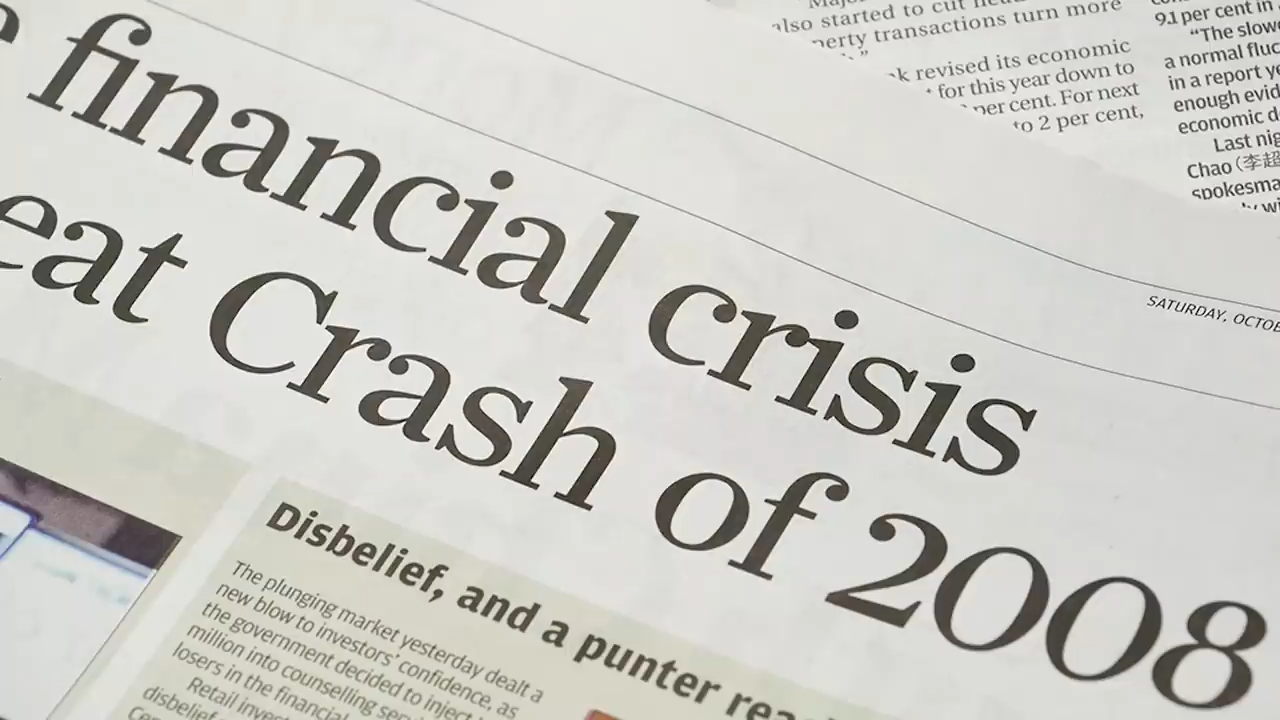 financial crisis
eat Crash of 2008
SATURDAY, OCTO
Disbelief, and a punter rea
The plunging market yesterday dealt a
new blow to investors' confidence, as
the government decided to inject
million into counselling
losers in the financial
Retail
disbelief
also started to cut
perty transactions turn more
revised its economic
for this year down to
per cent. For next
to 2 per cent,
9.1 per cent in
"The slow
a normal fluc
in a report ye
enough evid
economic d
Last nig
Chao (李超
spokesma